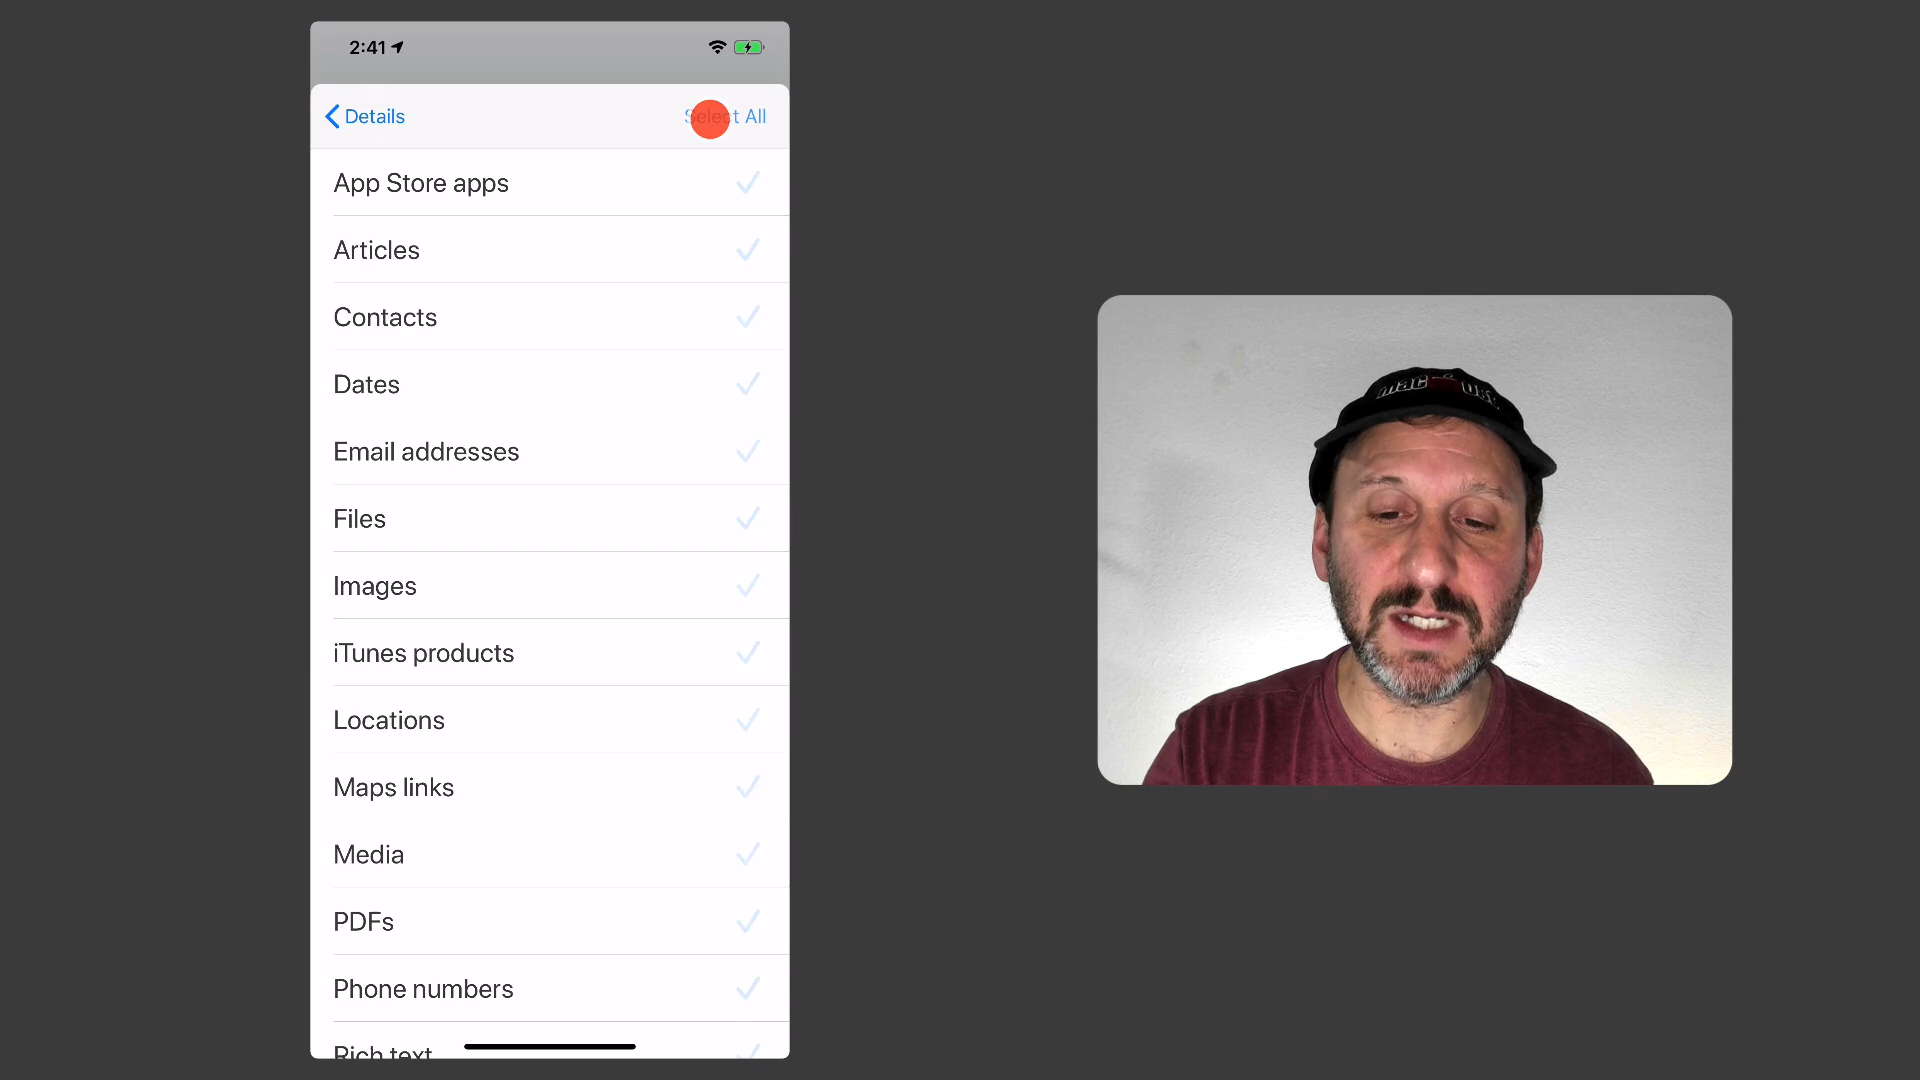 2:41
Details
Select All
App Store apps
Articles
Contacts
Dates
Email addresses
Files
Images
iTunes products
Locations
Maps links
Media
PDFs
Phone numbers
Rich text